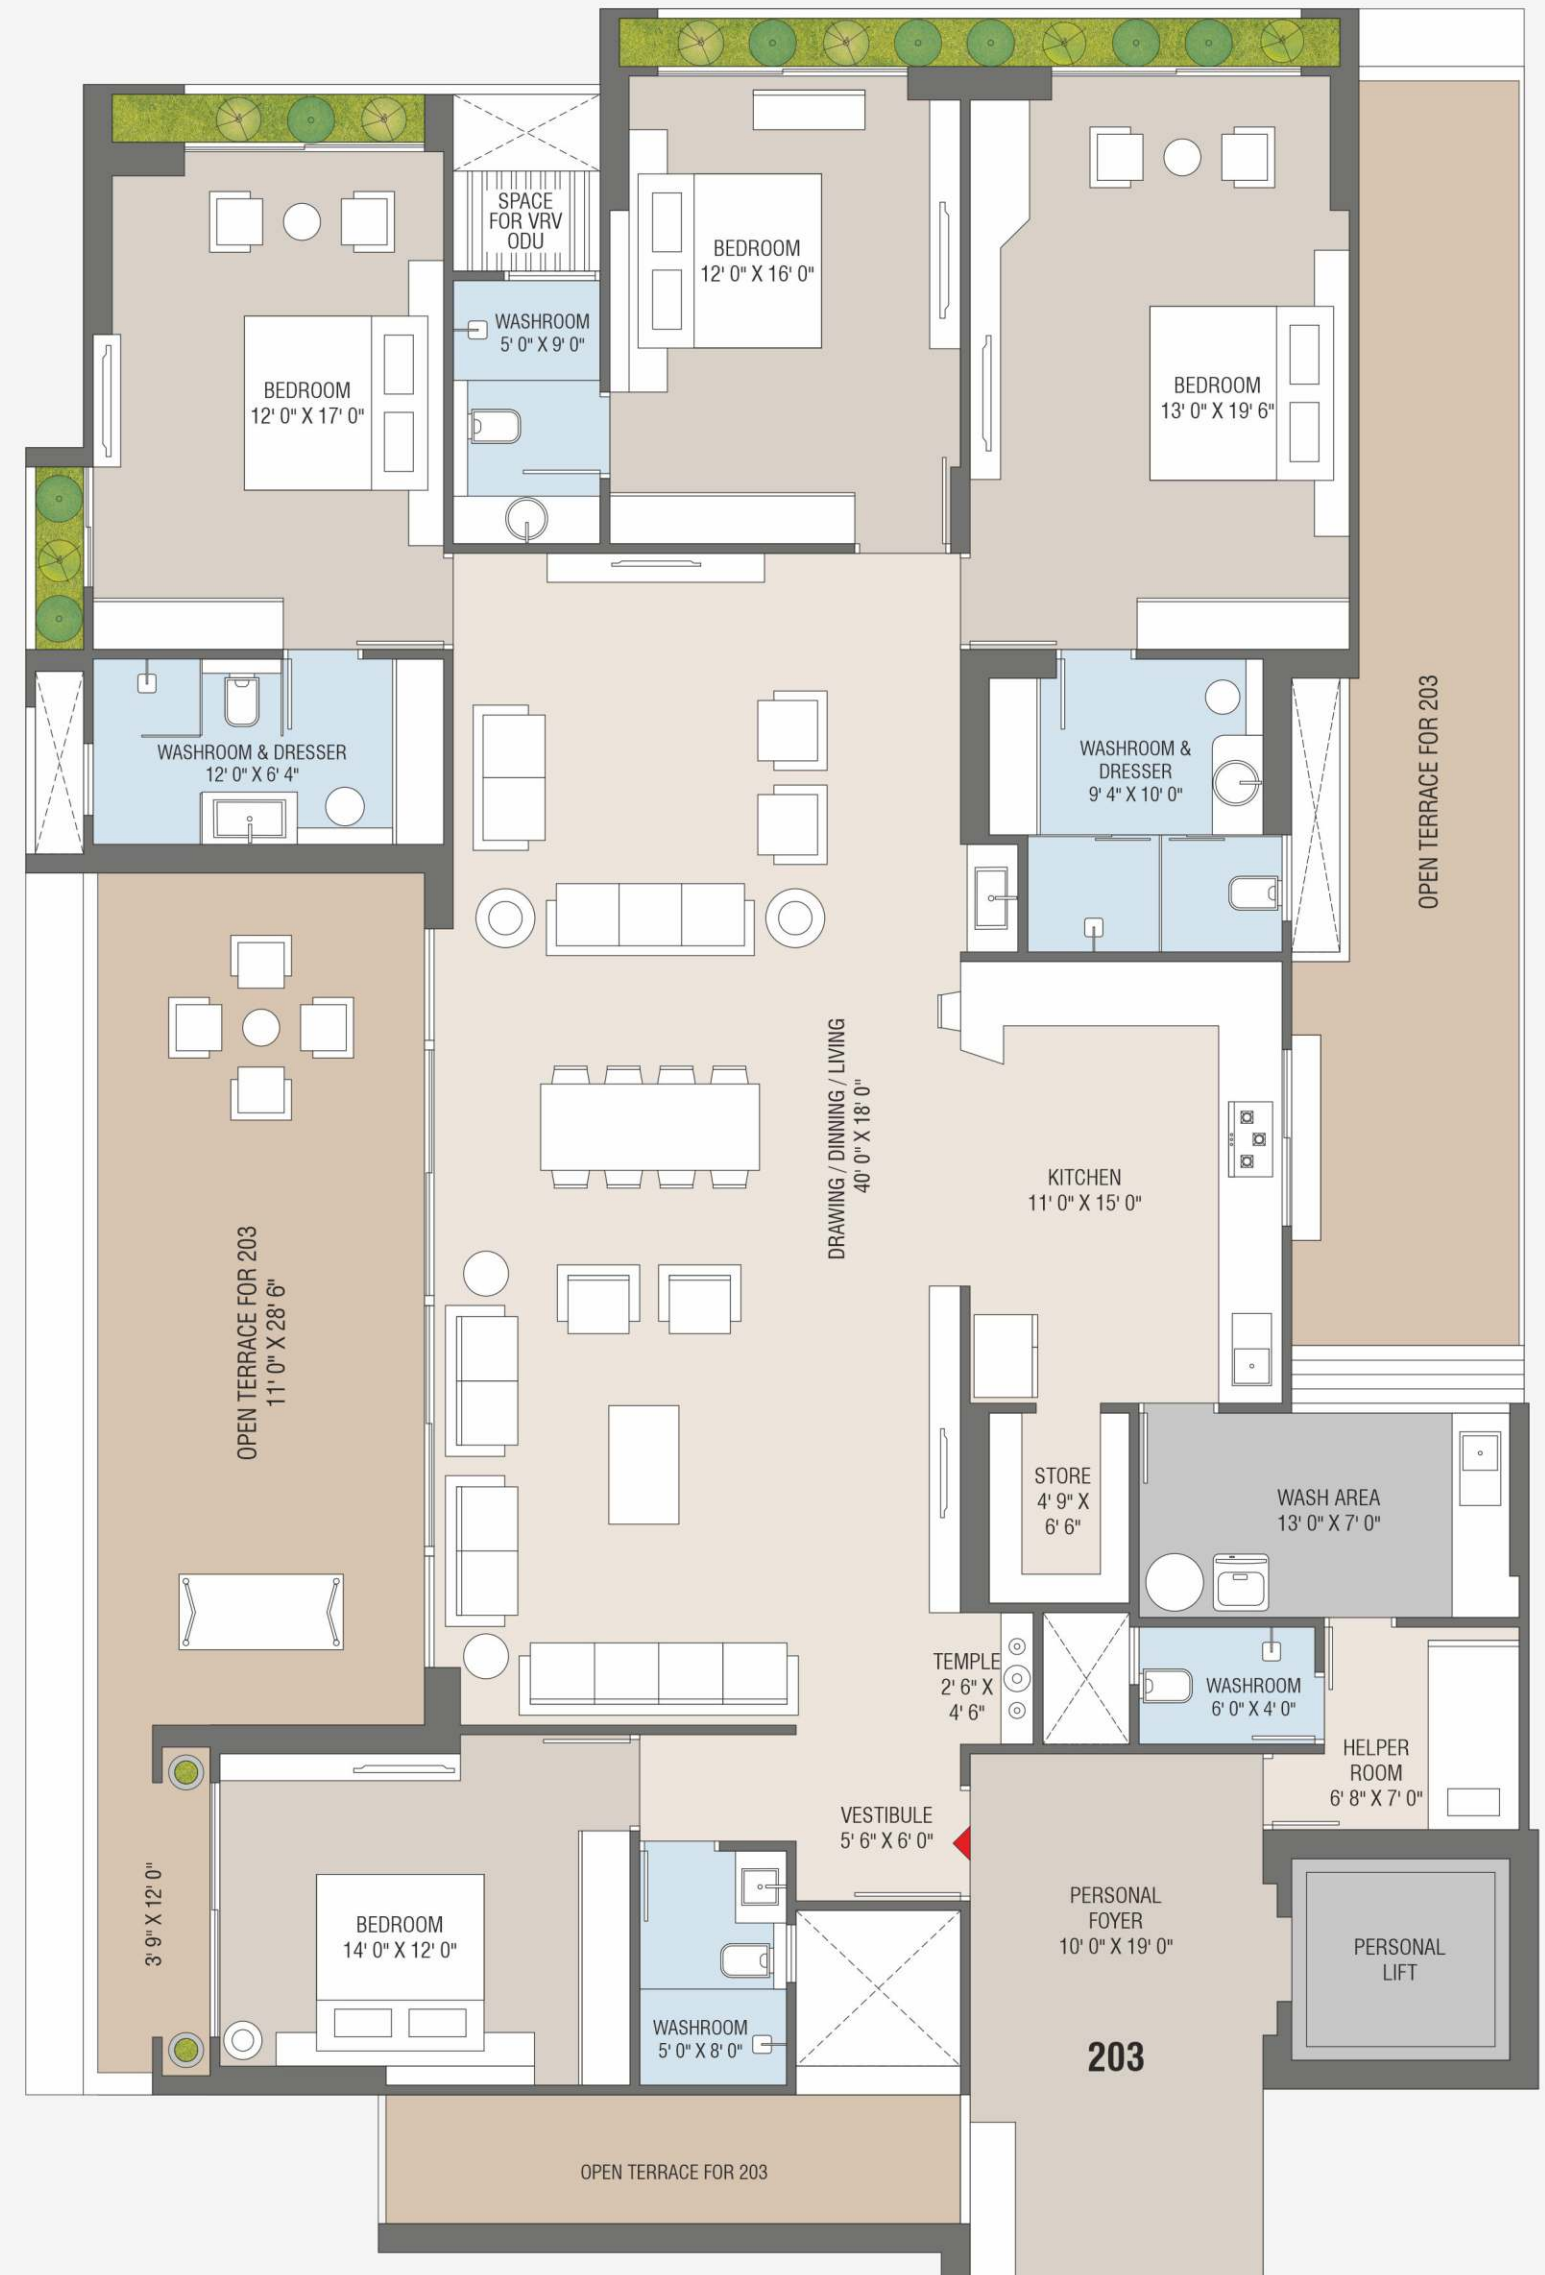 SPACE
FOR VRV
ODU
BEDROOM
12' 0" X 16' 0"
WASHROOM
5' 0" X 9' 0"
BEDROOM
12' 0" X 17' 0"
BEDROOM
13' 0" X 19' 6"
WASHROOM & DRESSER
12' 0" X 6' 4"
WASHROOM &
DRESSER
9' 4" X 10' 0"
OPEN TERRACE FOR 203
DRAWING / DINNING / LIVING
40' 0" X 18' 0"
KITCHEN
11' 0" X 15' 0"
OPEN TERRACE FOR 203
11' 0" X 28' 6"
STORE
4' 9" X
6' 6"
WASH AREA
13' 0" X 7' 0"
TEMPLE
2' 6" X
4' 6"
WASHROOM
6' 0" X 4' 0"
HELPER
ROOM
6' 8" X 7' 0"
VESTIBULE
5' 6" X 6' 0"
3' 9" X 12' 0"
BEDROOM
14' 0" X 12' 0"
PERSONAL
FOYER
10' 0" X 19' 0"
PERSONAL
LIFT
WASHROOM
5' 0" X 8' 0"
203
OPEN TERRACE FOR 203